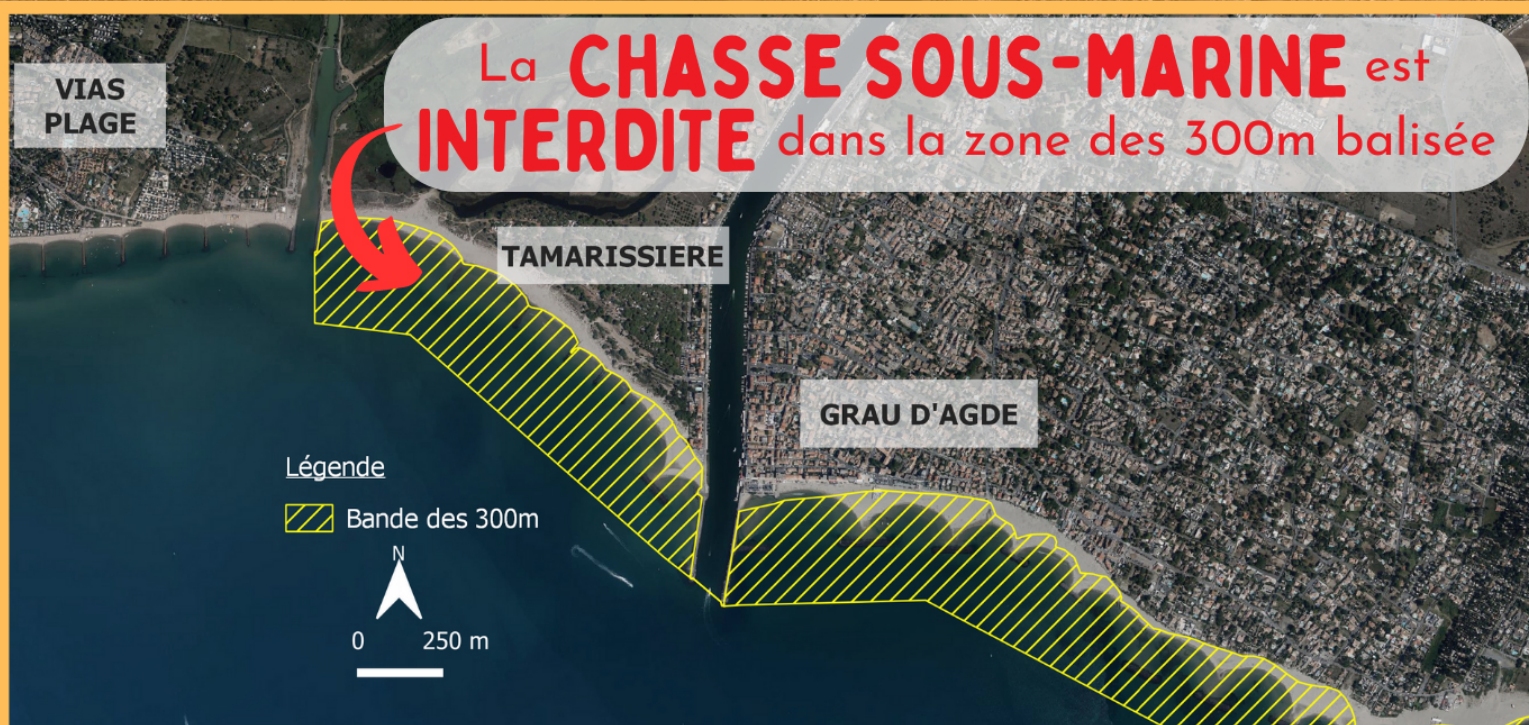 La CHASSE SOUS-MARINE est
INTERDITE dans la zone des 300m balisée
VIAS
PLAGE
TAMARISSIERE
GRAU D'AGDE
Légende
Bande des 300m
N
0 250 m